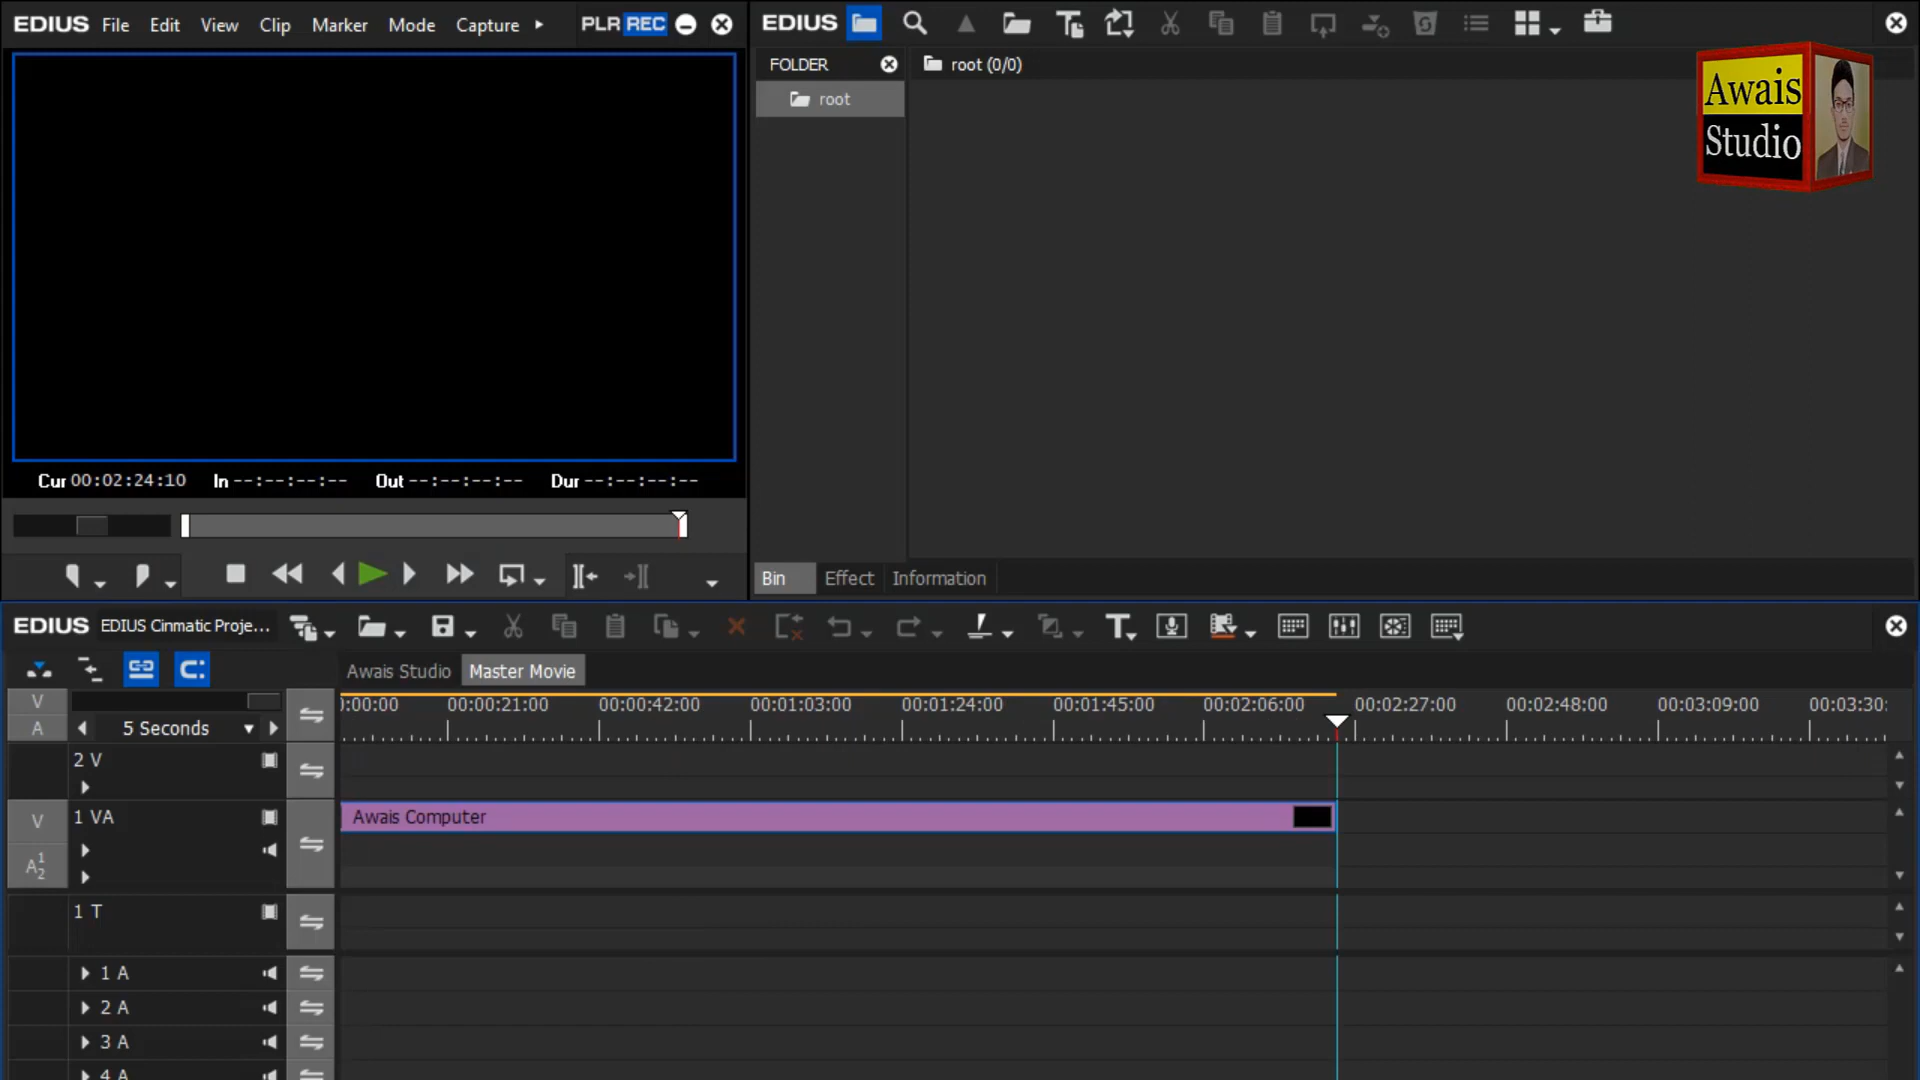 EDIUS File Edit View Clip Marker Mode Capture PLR REC
EDIUS
FOLDER
root (0/0)
root
Awais
Studio
Cur 00:02:24:10 In --:--:--:-- Out --:--:--:-- Dur --:--:--:--
Bin Effect Information
EDIUS EDIUS Cinmatic Proje...
Awais Studio Master Movie
V
A
5 Seconds
):00:00 00:00:21:00 00:00:42:00 00:01:03:00 00:01:24:00 00:01:45:00 00:02:06:00 00:02:27:00 00:02:48:00 00:03:09:00 00:03:30:
2 V
V
1 VA
Awais Computer
A 1 2
1 T
1 A
2 A
3 A
4 A